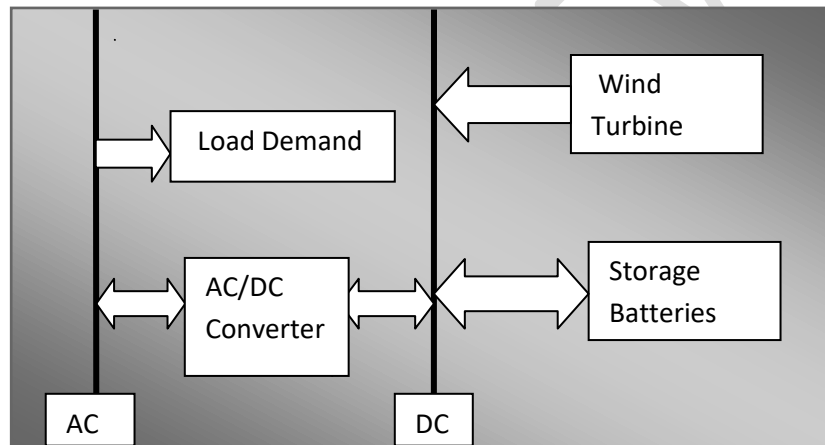 Wind
Turbine
Load Demand
AC/DC
Converter
Storage
Batteries
AC
DC